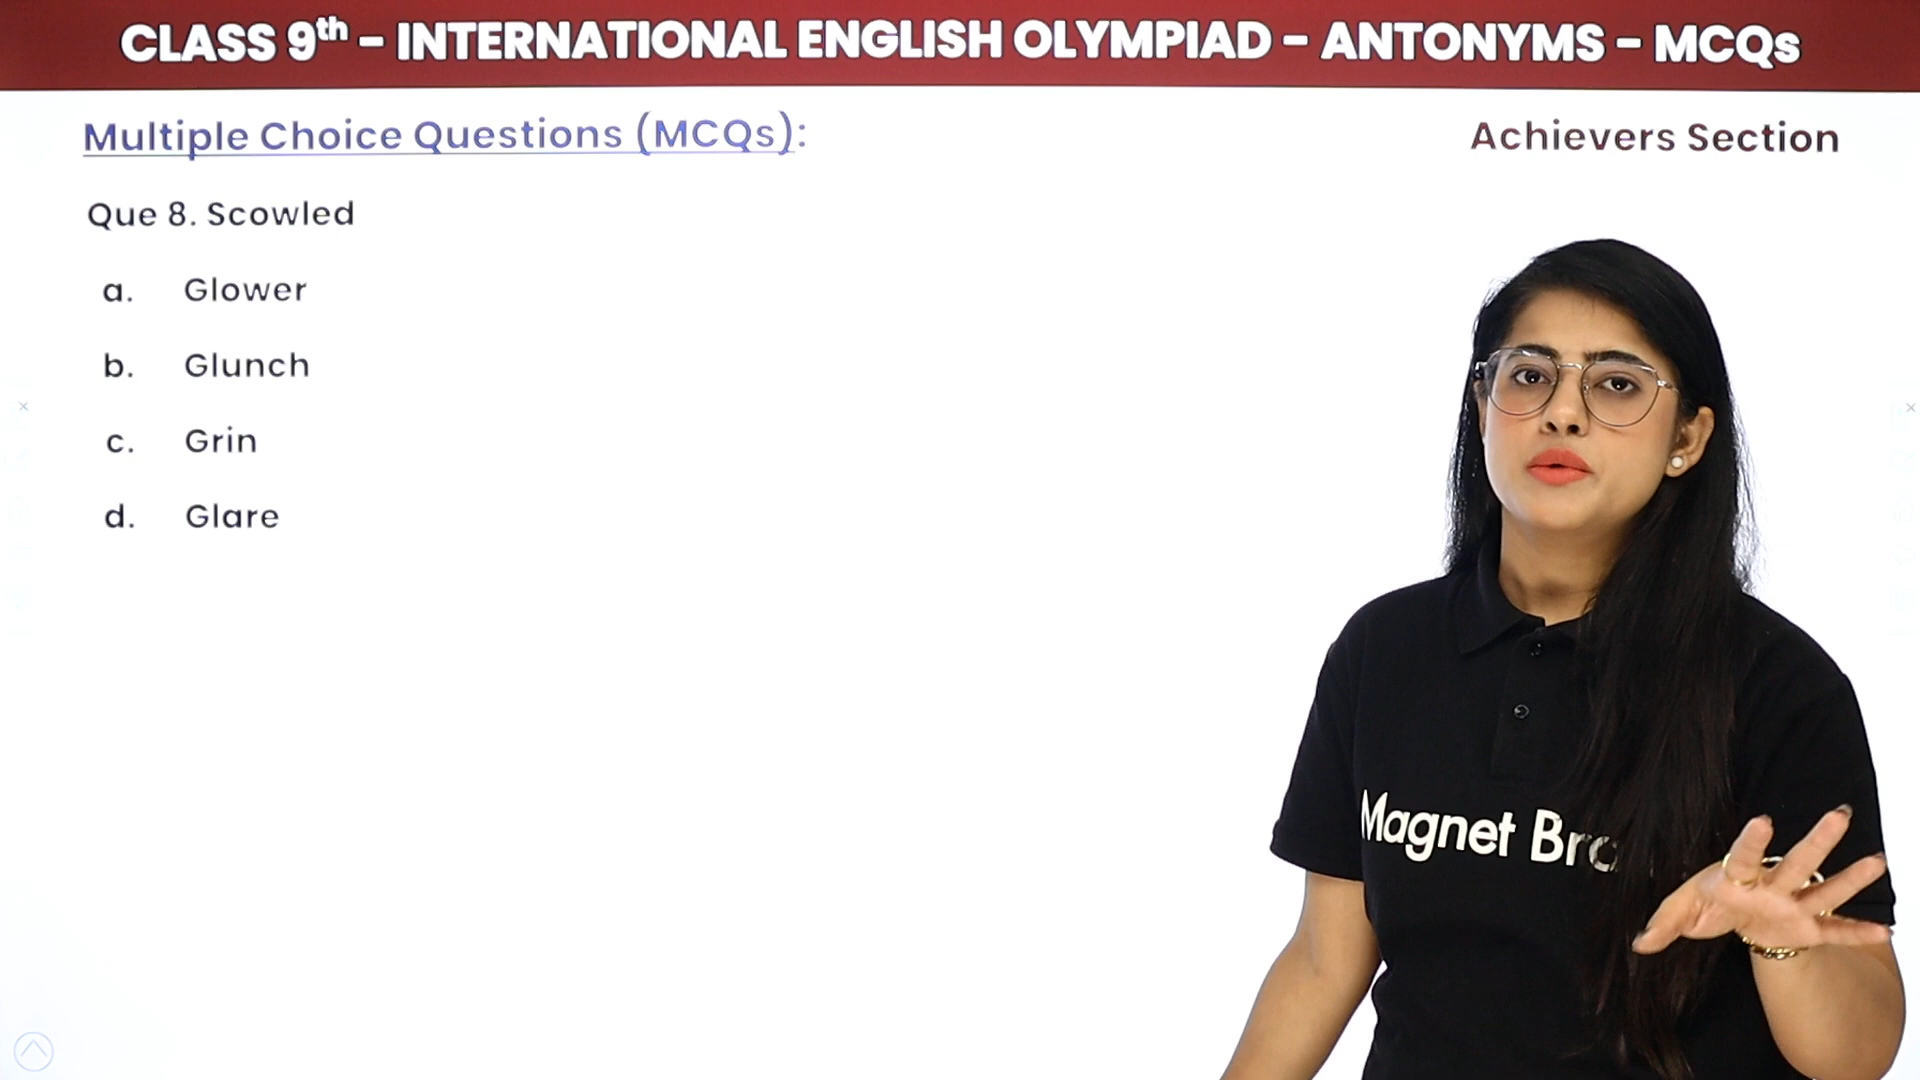 CLASS 9th - INTERNATIONAL ENGLISH OLYMPIAD - ANTONYMS - MCQs
Multiple Choice Questions (MCQs):
Achievers Section
Que 8. Scowled
a. Glower
b. Glunch
c. Grin
d. Glare
Magnet Bra